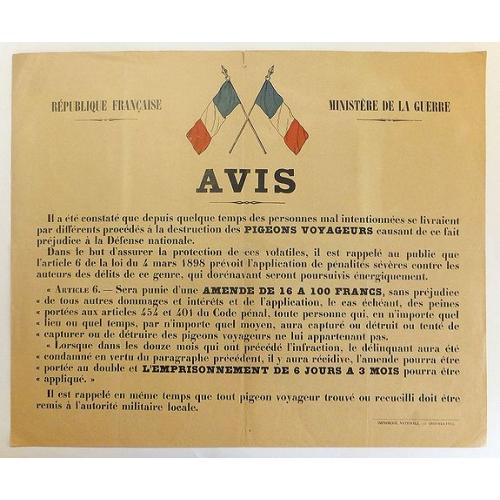 RÉPUBLIQUE FRANÇAISE
MINISTÈRE DE LA GUERRE
AVIS
Il a été constaté que depuis quelque temps des personnes mal intentionnées se livraient
par différents procédés à la destruction des PIGEONS VOYAGEURS causant de ce fait
préjudice à la Défense nationale.
Dans le but d'assurer la protection de ces volatiles, il est rappelé au public que
l'article 6 de la loi du 4 mars 1898 prévoit l'application de pénalités sévères contre les
auteurs des délits de ce genre, qui dorénavant seront poursuivis énergiquement.
« ARTICLE 6. — Sera punie d'une AMENDE DE 16 A 100 FRANCS, sans préjudice
« de tous autres dommages et intérêts et de l'application, le cas échéant, des peines
« portées aux articles 454 et 401 du Code pénal, toute personne qui, en n'importe quel
« lieu ou quel temps, par n'importe quel moyen, aura capturé ou détruit ou tenté de
« capturer ou de détruire des pigeons voyageurs ne lui appartenant pas.
« Lorsque dans les douze mois qui ont précédé l'infraction, le délinquant aura été
« condamné en vertu du paragraphe précédent, il y aura récidive, l'amende pourra être
« portée au double et L'EMPRISONNEMENT DE 6 JOURS A 3 MOIS pourra être
« appliqué. »
Il est rappelé en même temps que tout pigeon voyageur trouvé ou recueilli doit être
remis à l'autorité militaire locale.
IMPRIMERIE NATIONALE.